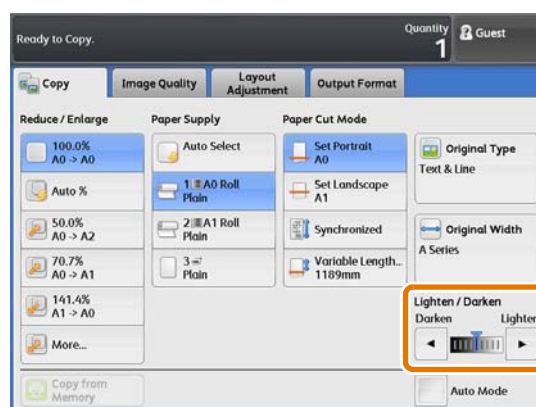 Ready to Copy.
Quantity
1
Guest
Copy
Image Quality
Layout
Adjustment
Output Format
Reduce / Enlarge
Paper Supply
Paper Cut Mode
100.0%
A0 -> A0
Auto %
50.0%
A0 -> A2
70.7%
A0 -> A1
141.4%
A1 -> A0
More...
Auto Select
1 A0 Roll
Plain
2 A1 Roll
Plain
3
Plain
Set Portrait
A0
Set Landscape
A1
Synchronized
Variable Length...
1189mm
Original Type
Text & Line
Original Width
A Series
Lighten / Darken
Darken
Lighten
Copy from
Memory
Auto Mode